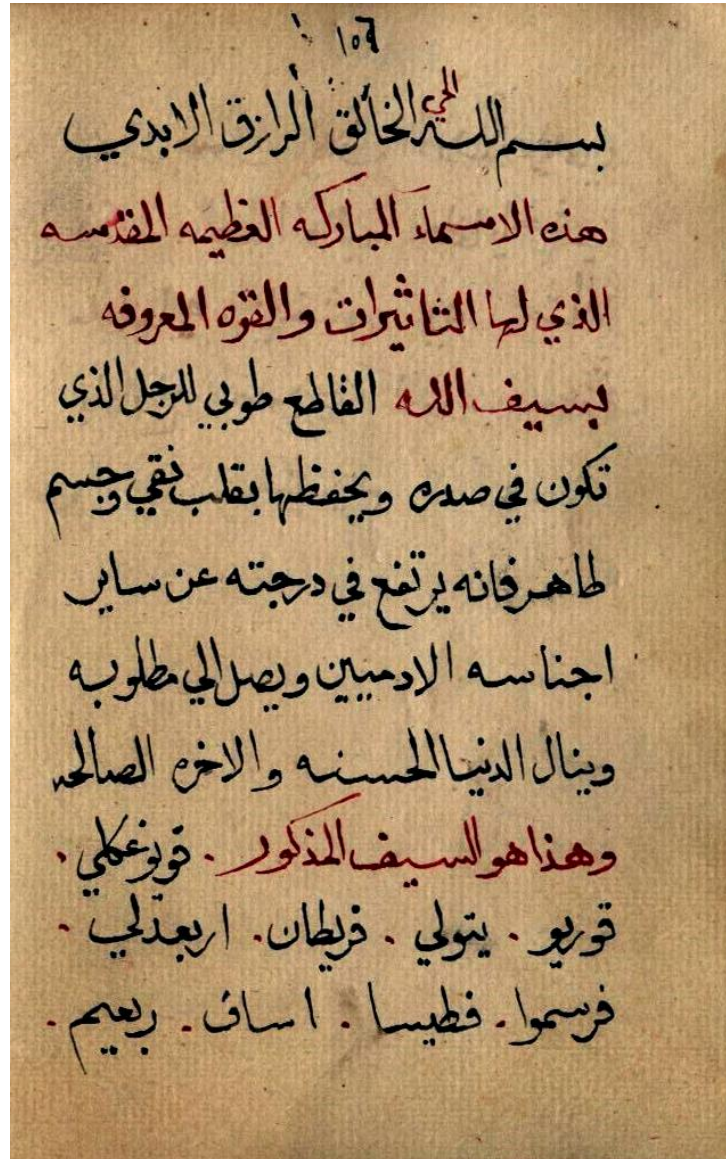 ١٥٦
بسم الله الحي الخالق الرازق الابدي
هذه الاسماء المباركه العظيمه المقدسه
الذي لها التاثيرات والقوه المعروفه
بسيف الله القاطع طوبي للرجل الذي
تكون في صدره ويحفظها بقلب نقي وجسم
طاهر فانه يرتفع في درجته عن ساير
اجناسه الادميين ويصل الي مطلوبه
وينال الدنيا الحسنه والاخره الصالحه
وهذا هو السيف المذكور . قويوعكلي .
قوريو . يتولي . قريطان . اربعدلي .
فرسموا . فطيسا . اساف . ربعيم .